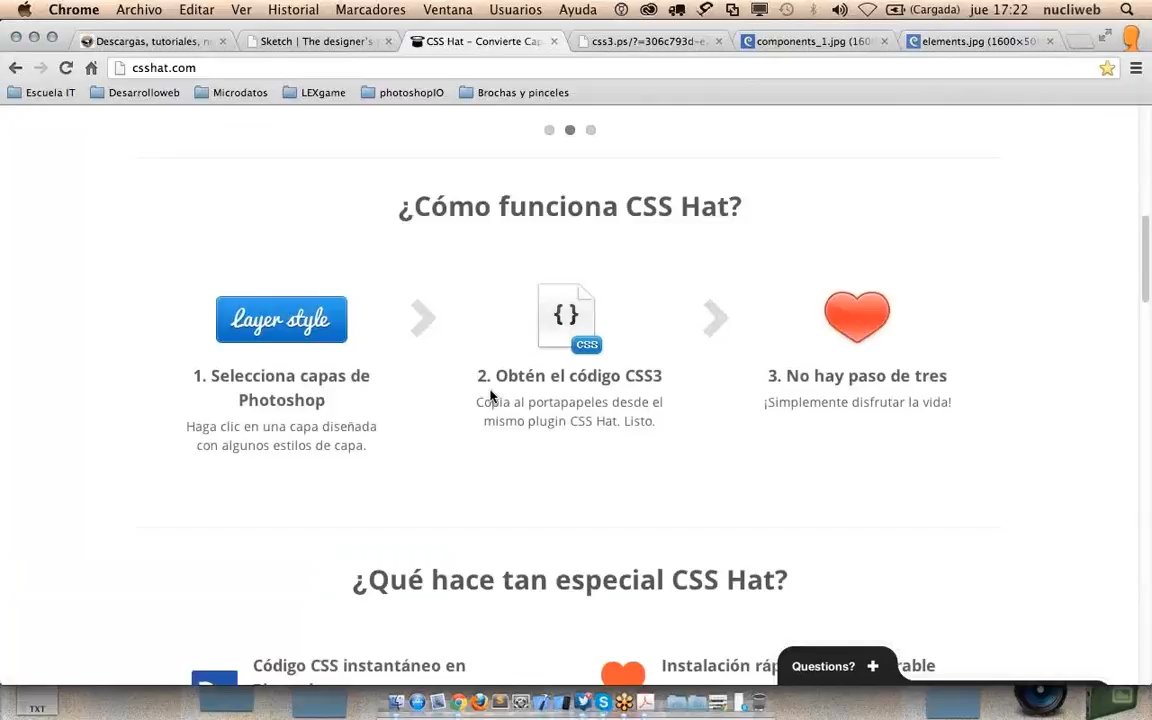 Chrome Archivo Editar Ver Historial Marcadores Ventana Usuarios Ayuda (Cargada) jue 17:22 nucliweb
Descargas, tutoriales, n Sketch | The designer's CSS Hat – Convierte Cap css3.ps/?=306c793d-e components_1.jpg (160 elements.jpg (1600×50
csshat.com
Escuela IT Desarrolloweb Microdatos LEXgame photoshopIO Brochas y pinceles
¿Cómo funciona CSS Hat?
Layer style
{ }
CSS
1. Selecciona capas de
Photoshop
Haga clic en una capa diseñada
con algunos estilos de capa.
2. Obtén el código CSS3
Copia al portapapeles desde el
mismo plugin CSS Hat. Listo.
3. No hay paso de tres
¡Simplemente disfrutar la vida!
¿Qué hace tan especial CSS Hat?
Código CSS instantáneo en
Instalación
Questions? +
TXT